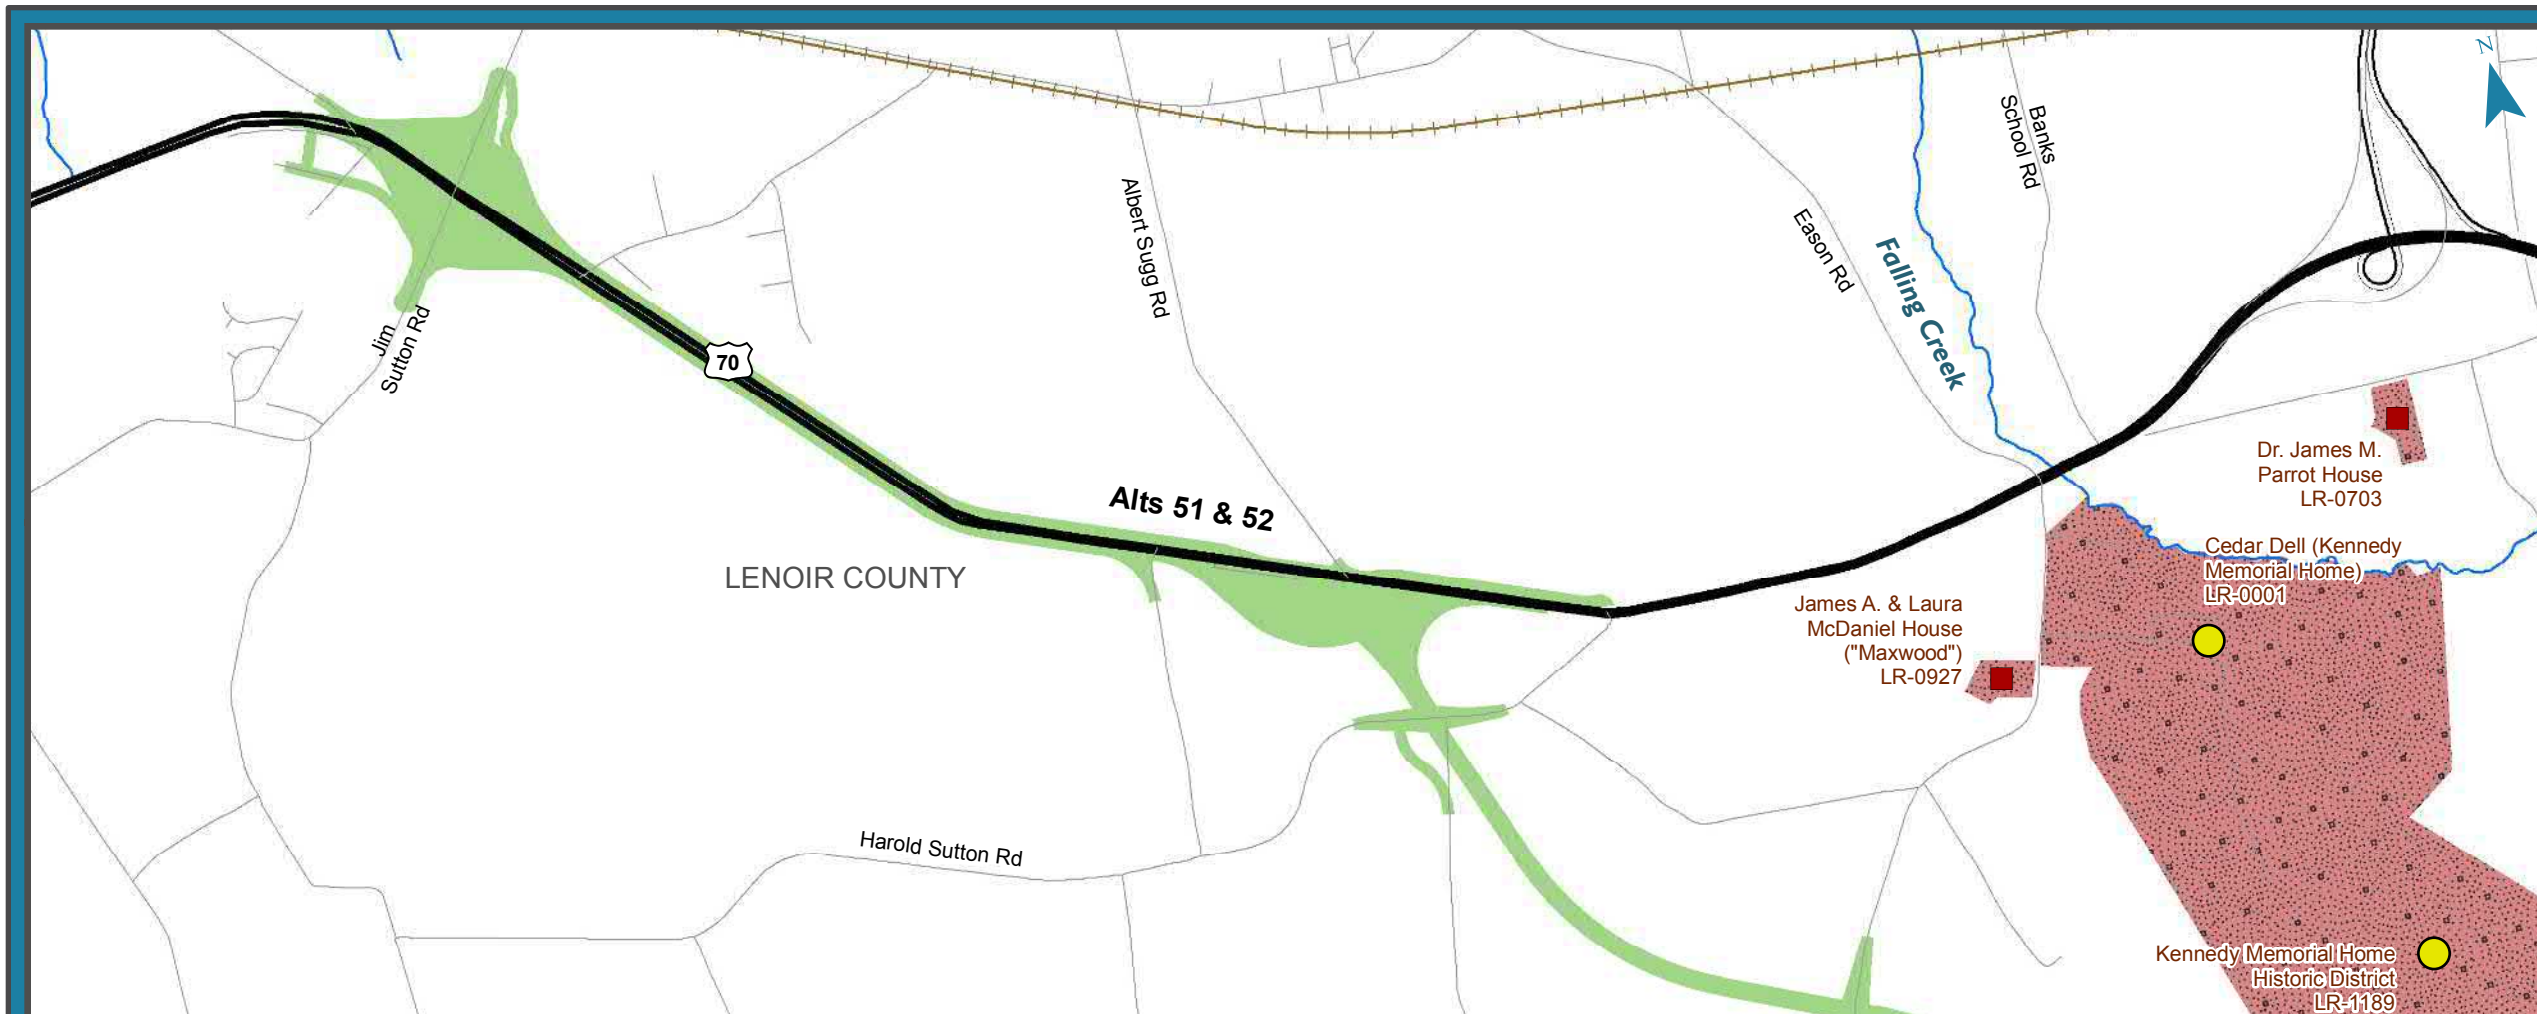 N
Banks
School Rd
Albert Sugg Rd
Eason Rd
Falling Creek
Jim
Sutton Rd
70
Dr. James M.
Parrot House
LR-0703
Alts 51 & 52
LENOIR COUNTY
Cedar Dell (Kennedy
Memorial Home)
LR-0001
James A. & Laura
McDaniel House
("Maxwood")
LR-0927
Harold Sutton Rd
Kennedy Memorial Home
Historic District
LR-1189